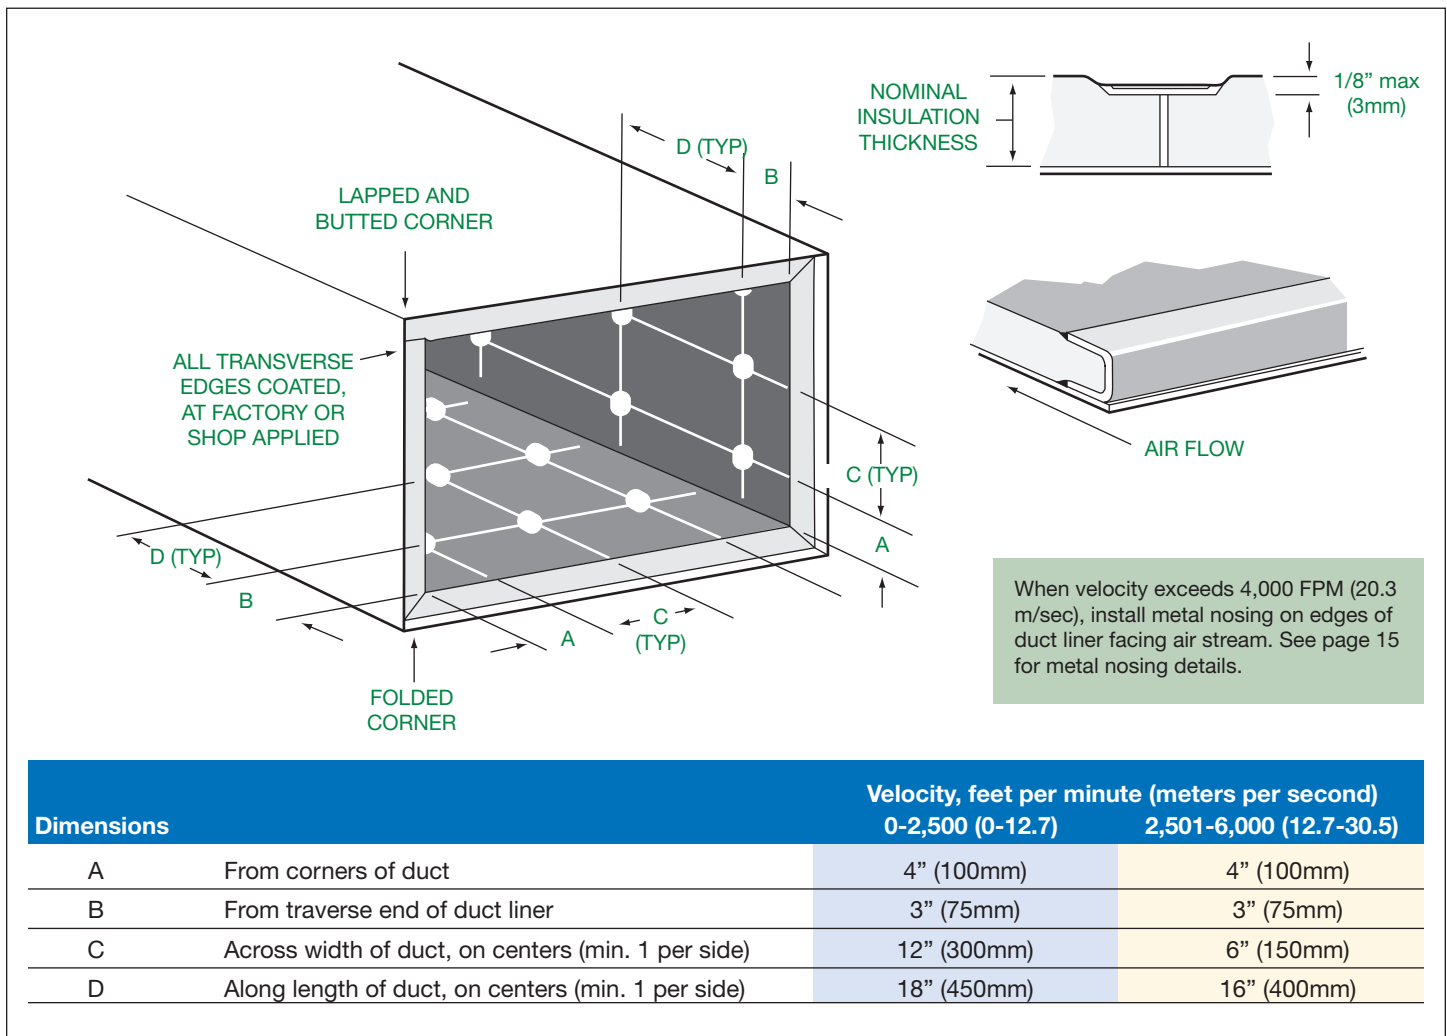 D (TYP)
B
LAPPED AND
BUTTED CORNER
ALL TRANSVERSE
EDGES COATED,
AT FACTORY OR
SHOP APPLIED
C (TYP)
A
D (TYP)
B
A
C
(TYP)
FOLDED
CORNER
NOMINAL
INSULATION
THICKNESS
1/8” max
(3mm)
AIR FLOW
When velocity exceeds 4,000 FPM (20.3
m/sec), install metal nosing on edges of
duct liner facing air stream. See page 15
for metal nosing details.
Velocity, feet per minute (meters per second)
Dimensions 0-2,500 (0-12.7) 2,501-6,000 (12.7-30.5)
A From corners of duct 4” (100mm) 4” (100mm)
B From traverse end of duct liner 3” (75mm) 3” (75mm)
C Across width of duct, on centers (min. 1 per side) 12” (300mm) 6” (150mm)
D Along length of duct, on centers (min. 1 per side) 18” (450mm) 16” (400mm)